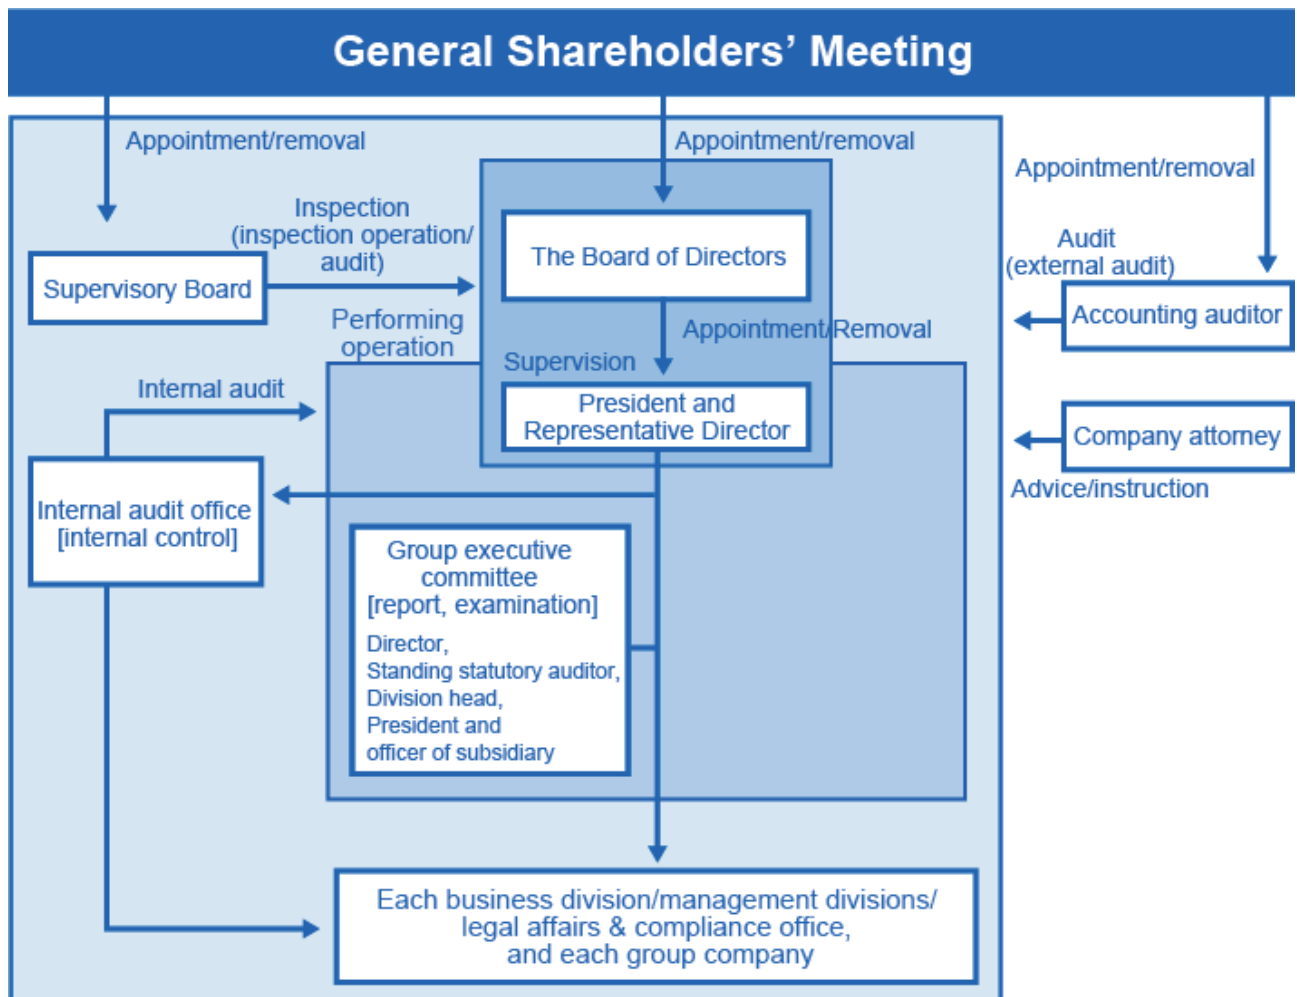 General Shareholders’ Meeting
Appointment/removal
Appointment/removal
Appointment/removal
Inspection
(inspection operation/
audit)
The Board of Directors
Audit
(external audit)
Supervisory Board
Accounting auditor
Performing
operation
Appointment/Removal
Supervision
Internal audit
President and
Representative Director
Company attorney
Advice/instruction
Internal audit office
[internal control]
Group executive
committee
[report, examination]
Director,
Standing statutory auditor,
Division head,
President and
officer of subsidiary
Each business division/management divisions/
legal affairs & compliance office,
and each group company